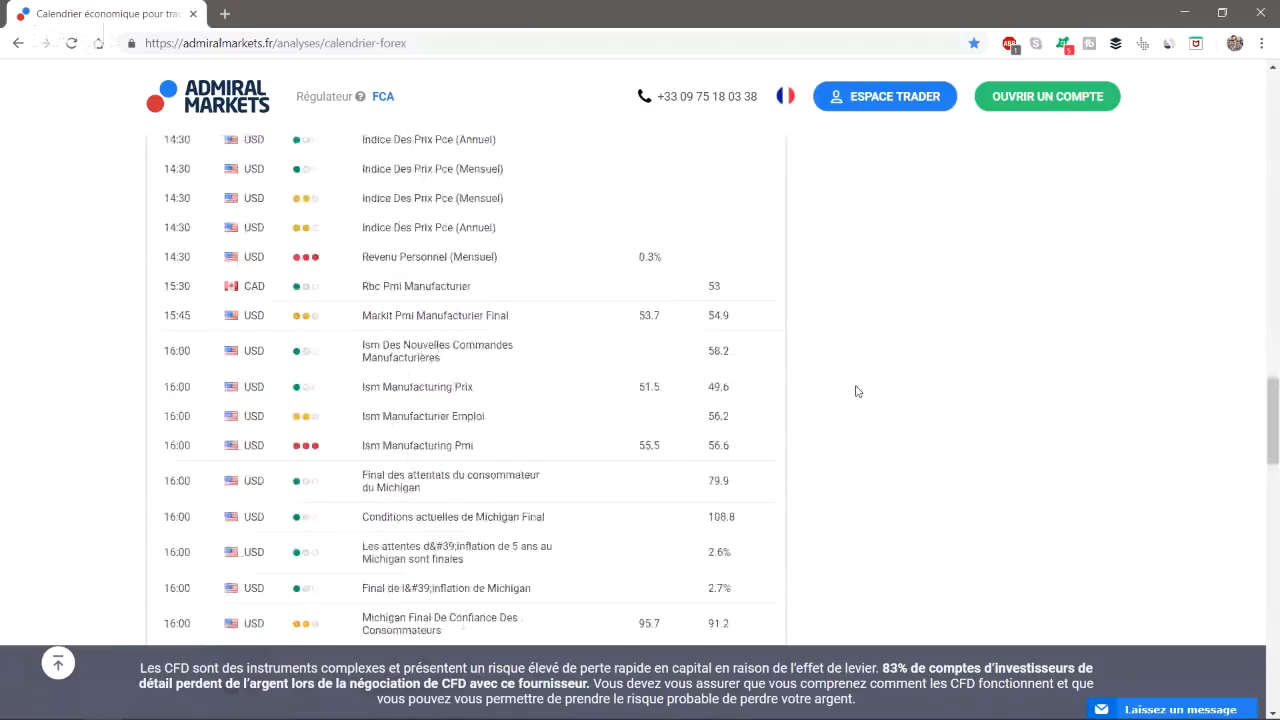 Calendrier économique pour tra
https://admiralmarkets.fr/analyses/calendrier-forex
ADMIRAL
MARKETS
Régulateur ? FCA
+33 09 75 18 03 38
ESPACE TRADER
OUVRIR UN COMPTE
14:30 USD Indice Des Prix Pce (Annuel)
14:30 USD Indice Des Prix Pce (Mensuel)
14:30 USD Indice Des Prix Pce (Mensuel)
14:30 USD Indice Des Prix Pce (Annuel)
14:30 USD Revenu Personnel (Mensuel) 0.3%
15:30 CAD Rbc Pmi Manufacturier 53
15:45 USD Markit Pmi Manufacturier Final 53.7 54.9
16:00 USD Ism Des Nouvelles Commandes
Manufacturières 58.2
16:00 USD Ism Manufacturing Prix 51.5 49.6
16:00 USD Ism Manufacturier Emploi 56.2
16:00 USD Ism Manufacturing Pmi 55.5 56.6
16:00 USD Final des attentats du consommateur
du Michigan 79.9
16:00 USD Conditions actuelles de Michigan Final 108.8
16:00 USD Les attentes d&#39;inflation de 5 ans au
Michigan sont finales 2.6%
16:00 USD Final de l&#39;inflation de Michigan 2.7%
16:00 USD Michigan Final De Confiance Des
Consommateurs 95.7 91.2
Les CFD sont des instruments complexes et présentent un risque élevé de perte rapide en capital en raison de l'effet de levier. 83% de comptes d'investisseurs de
détail perdent de l'argent lors de la négociation de CFD avec ce fournisseur. Vous devez vous assurer que vous comprenez comment les CFD fonctionnent et que
vous pouvez vous permettre de prendre le risque probable de perdre votre argent.
Laissez un message